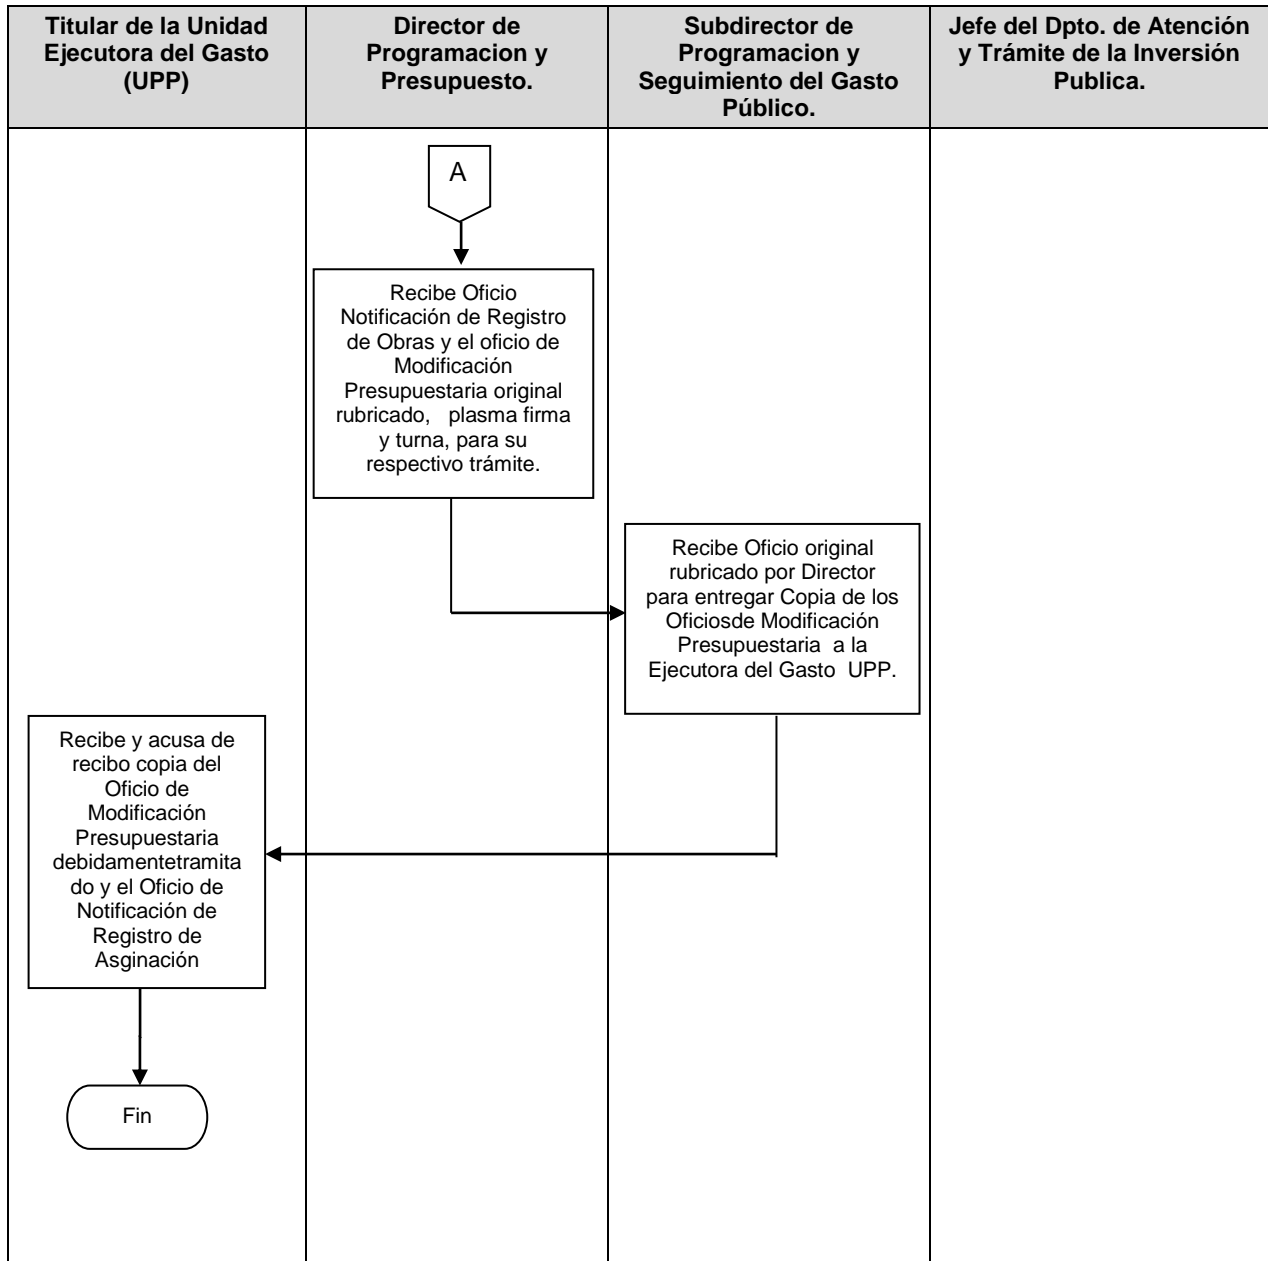 Titular de la Unidad
Ejecutora del Gasto
(UPP)
Director de
Programacion y
Presupuesto.
Subdirector de
Programacion y
Seguimiento del Gasto
Público.
Jefe del Dpto. de Atención
y Trámite de la Inversión
Publica.
A
Recibe Oficio
Notificación de Registro
de Obras y el oficio de
Modificación
Presupuestaria original
rubricado, plasma firma
y turna, para su
respectivo trámite.
Recibe Oficio original
rubricado por Director
para entregar Copia de los
Oficiosde Modificación
Presupuestaria a la
Ejecutora del Gasto UPP.
Recibe y acusa de
recibo copia del
Oficio de
Modificación
Presupuestaria
debidamentetramita
do y el Oficio de
Notificación de
Registro de
Asginación
Fin